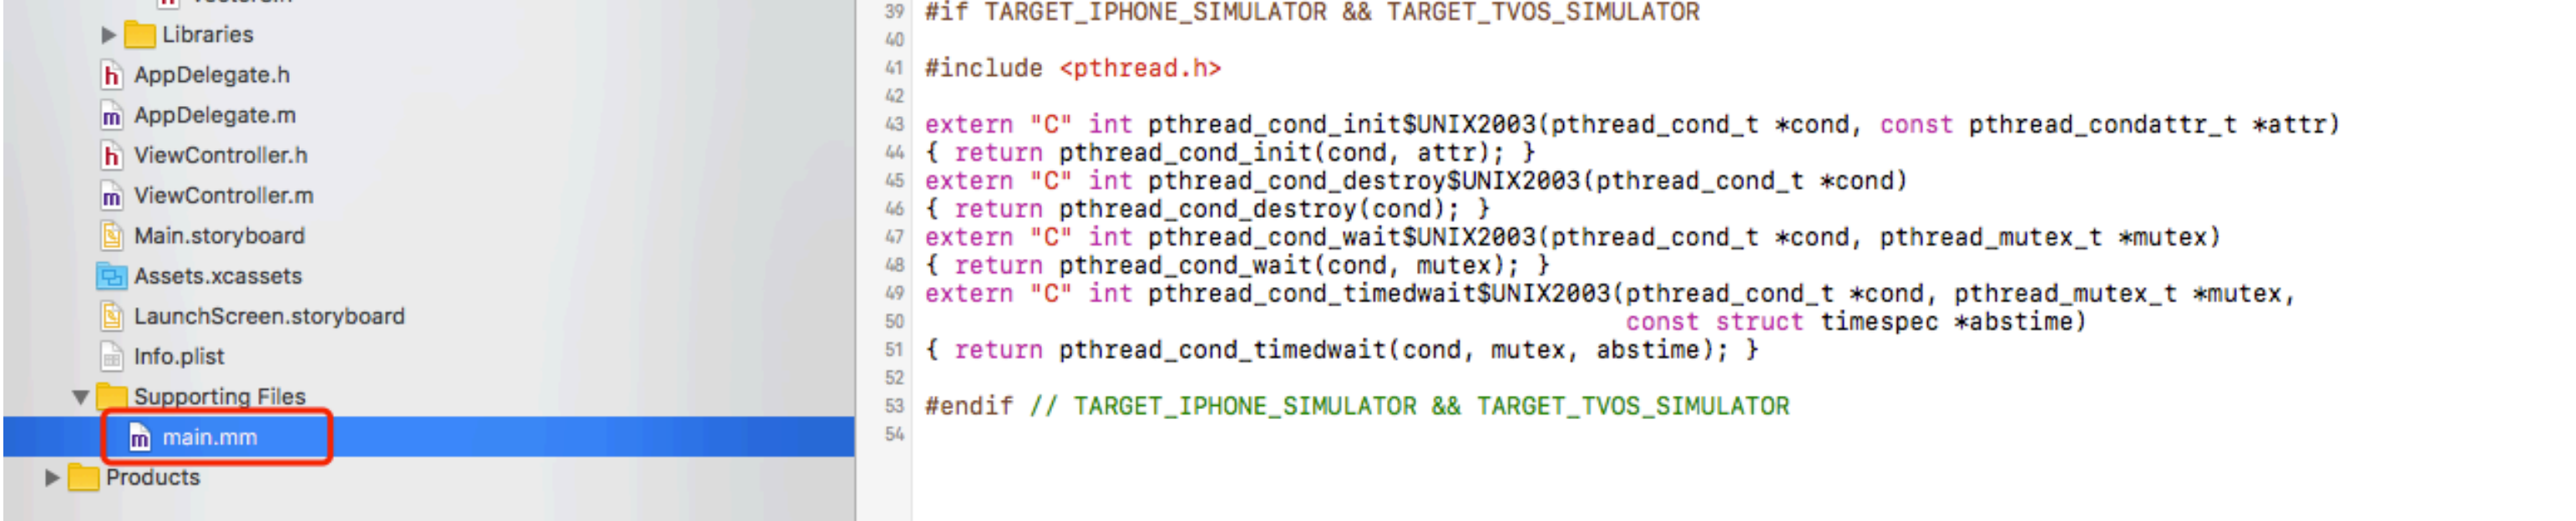 Libraries
AppDelegate.h
AppDelegate.m
ViewController.h
ViewController.m
Main.storyboard
Assets.xcassets
LaunchScreen.storyboard
Info.plist
Supporting Files
main.mm
Products
39 #if TARGET_IPHONE_SIMULATOR && TARGET_TVOS_SIMULATOR
40
41 #include <pthread.h>
42
43 extern "C" int pthread_cond_init$UNIX2003(pthread_cond_t *cond, const pthread_condattr_t *attr)
44 { return pthread_cond_init(cond, attr); }
45 extern "C" int pthread_cond_destroy$UNIX2003(pthread_cond_t *cond)
46 { return pthread_cond_destroy(cond); }
47 extern "C" int pthread_cond_wait$UNIX2003(pthread_cond_t *cond, pthread_mutex_t *mutex)
48 { return pthread_cond_wait(cond, mutex); }
49 extern "C" int pthread_cond_timedwait$UNIX2003(pthread_cond_t *cond, pthread_mutex_t *mutex,
50 const struct timespec *abstime)
51 { return pthread_cond_timedwait(cond, mutex, abstime); }
52
53 #endif // TARGET_IPHONE_SIMULATOR && TARGET_TVOS_SIMULATOR
54